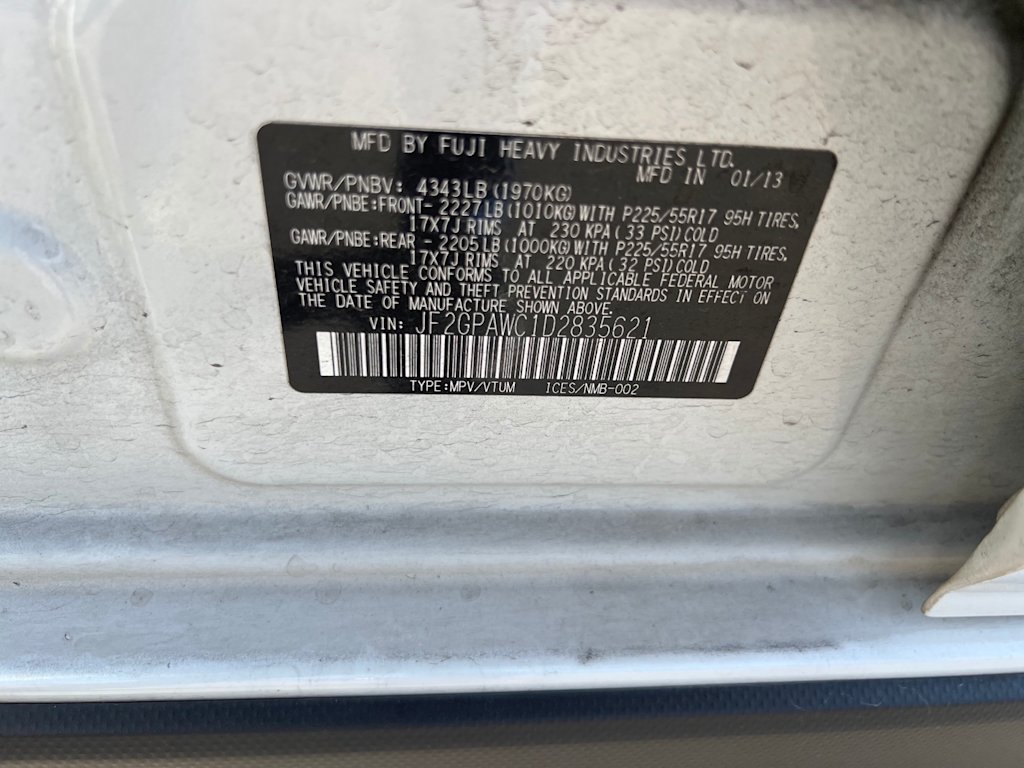 MFD BY FUJI HEAVY INDUSTRIES,LTD.
MFD IN 01/13
GVWR/PNBV: 4343LB(1970KG)
GAWR/PNBE:FRONT-2227LB(1010KG)WITH P225/55R17 95H TIRES,
17X7J RIMS AT 230 KPA(33 PSI)COLD
GAWR/PNBE:REAR -2205LB(1000KG)WITH P225/55R17 95H TIRES,
17X7J RIMS AT 220 KPA(32 PSI)COLD
THIS VEHICLE CONFORMS TO ALL APPLICABLE FEDERAL MOTOR
VEHICLE SAFETY AND THEFT PREVENTION STANDARDS IN EFFECT ON
THE DATE OF MANUFACTURE SHOWN ABOVE.
VIN: JF2GPAWC1D2835621
TYPE:MPV/VTUM ICES/NMB-002